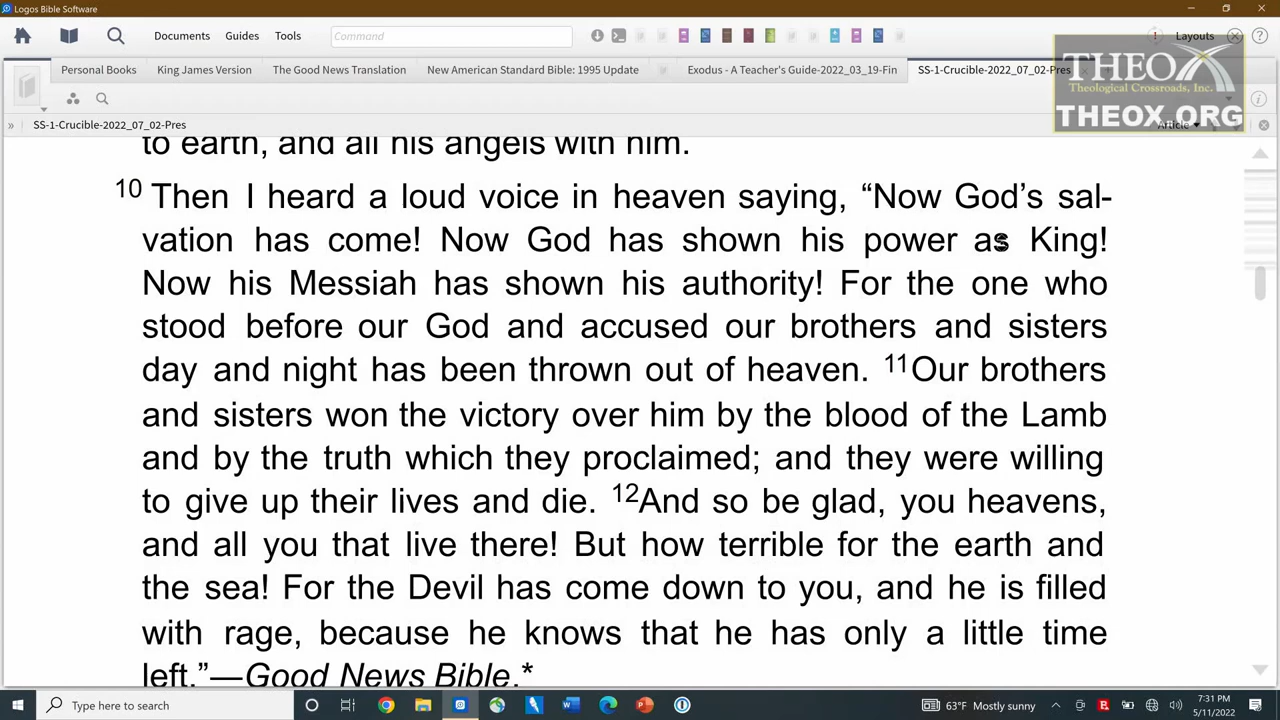 Logos Bible Software
Documents Guides Tools Command Layouts
Personal Books King James Version The Good News Translation New American Standard Bible: 1995 Update Exodus - A Teacher's Guide-2022_03_19-Fin SS-1-Crucible-2022_07_02-Pres
THEOX
Theological Crossroads, Inc.
THEOX.ORG
SS-1-Crucible-2022_07_02-Pres Article
to earth, and all his angels with him.
10 Then I heard a loud voice in heaven saying, “Now God’s sal-
vation has come! Now God has shown his power as King!
Now his Messiah has shown his authority! For the one who
stood before our God and accused our brothers and sisters
day and night has been thrown out of heaven. 11Our brothers
and sisters won the victory over him by the blood of the Lamb
and by the truth which they proclaimed; and they were willing
to give up their lives and die. 12And so be glad, you heavens,
and all you that live there! But how terrible for the earth and
the sea! For the Devil has come down to you, and he is filled
with rage, because he knows that he has only a little time
left.”—Good News Bible.*
Type here to search
63°F Mostly sunny
7:31 PM
5/11/2022